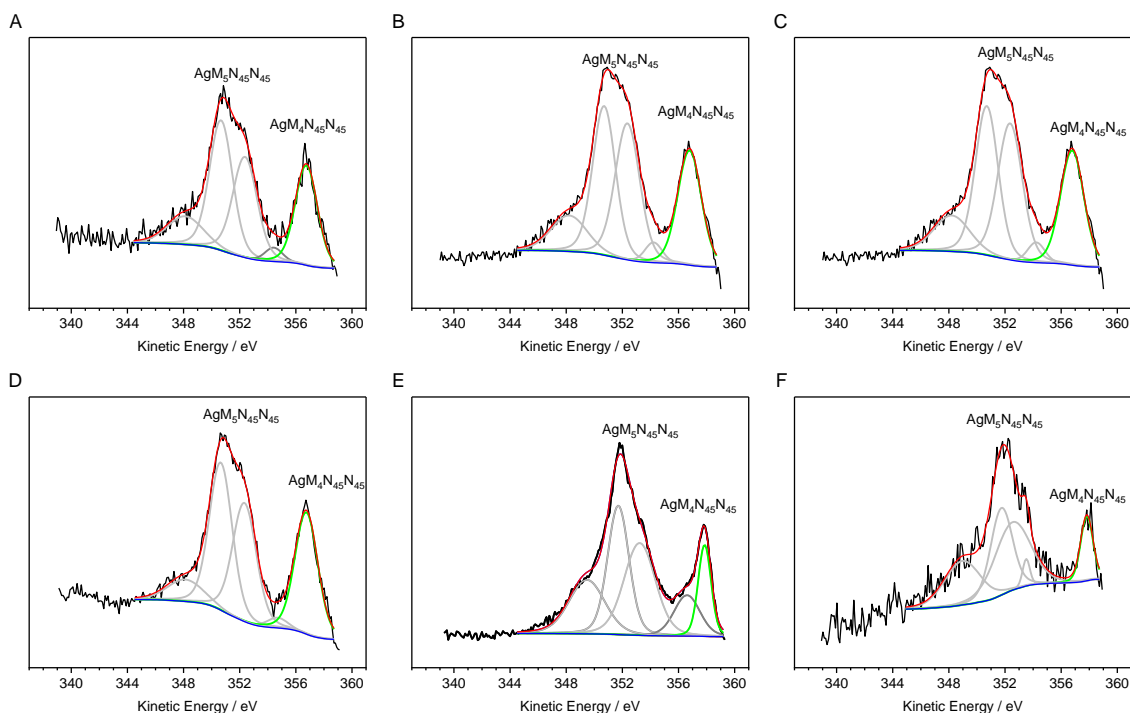 A
B
C
AgM₅N₄₅N₄₅
AgM₄N₄₅N₄₅
AgM₅N₄₅N₄₅
AgM₄N₄₅N₄₅
AgM₅N₄₅N₄₅
AgM₄N₄₅N₄₅
340 344 348 352 356 360
340 344 348 352 356 360
340 344 348 352 356 360
Kinetic Energy / eV
Kinetic Energy / eV
Kinetic Energy / eV
D
E
F
AgM₅N₄₅N₄₅
AgM₄N₄₅N₄₅
AgM₅N₄₅N₄₅
AgM₄N₄₅N₄₅
AgM₅N₄₅N₄₅
AgM₄N₄₅N₄₅
340 344 348 352 356 360
340 344 348 352 356 360
340 344 348 352 356 360
Kinetic Energy / eV
Kinetic Energy / eV
Kinetic Energy / eV